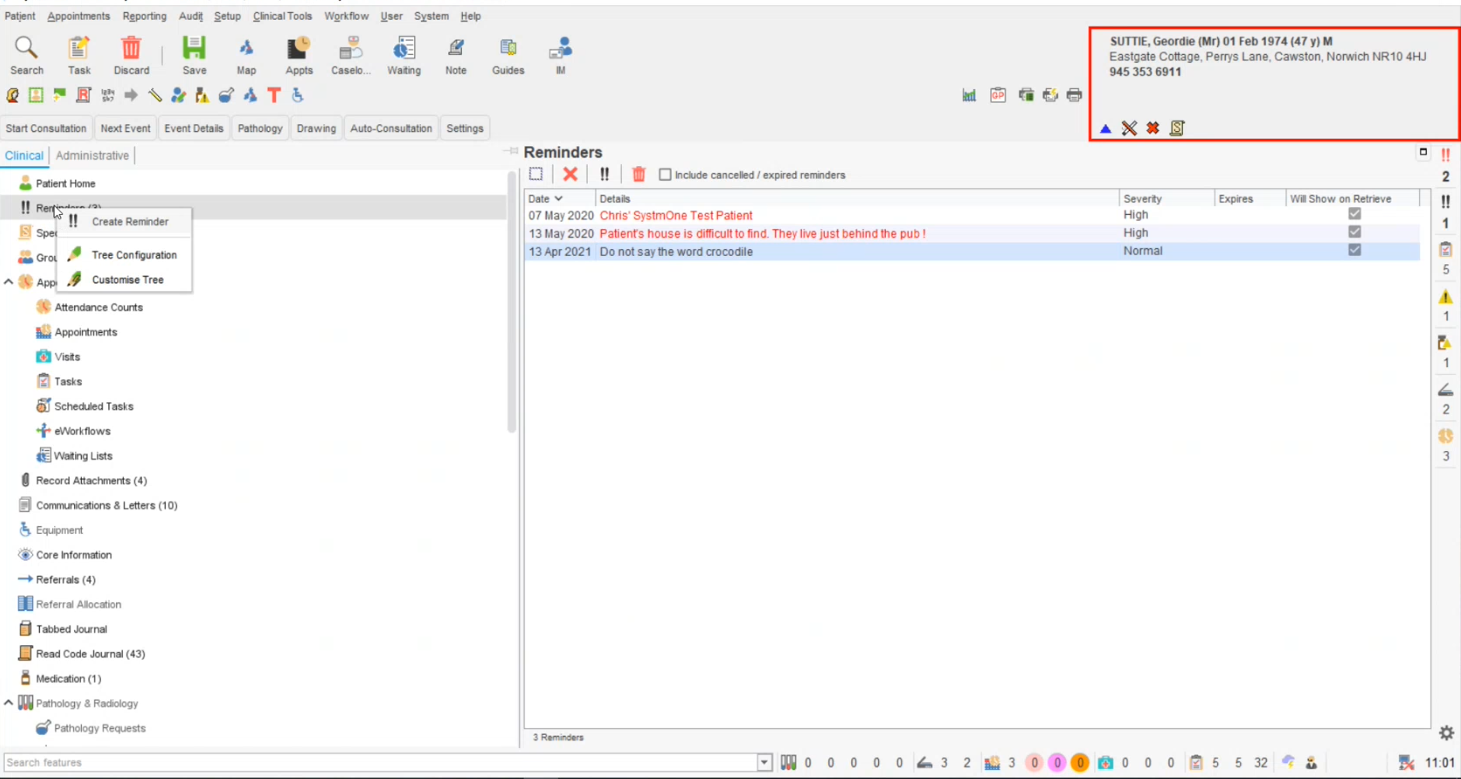 Patient Appointments Reporting Audit Setup Clinical Tools Workflow User System Help
Search Task Discard Save Map Appts Caselo... Waiting Note Guides IM
SUTTIE, Geordie (Mr) 01 Feb 1974 (47 y) M
Eastgate Cottage, Perrys Lane, Cawston, Norwich NR10 4HJ
945 353 6911
GP
Start Consultation Next Event Event Details Pathology Drawing Auto-Consultation Settings
Clinical Administrative
Patient Home
Reminders (3)
Create Reminder
Spec
Tree Configuration
Grou
Customise Tree
Appo
Attendance Counts
Appointments
Visits
Tasks
Scheduled Tasks
eWorkflows
Waiting Lists
Record Attachments (4)
Communications & Letters (10)
Equipment
Core Information
Referrals (4)
Referral Allocation
Tabbed Journal
Read Code Journal (43)
Medication (1)
Pathology & Radiology
Pathology Requests
Reminders
!! Include cancelled / expired reminders
Date Details Severity Expires Will Show on Retrieve
07 May 2020 Chris' SystmOne Test Patient High
13 May 2020 Patient's house is difficult to find. They live just behind the pub ! High
13 Apr 2021 Do not say the word crocodile Normal
3 Reminders
!!
2
!!
1
5
1
1
2
3
Search features
0 0 0 0 0 3 2 3 0 0 0 0 0 0 5 5 32 11:01